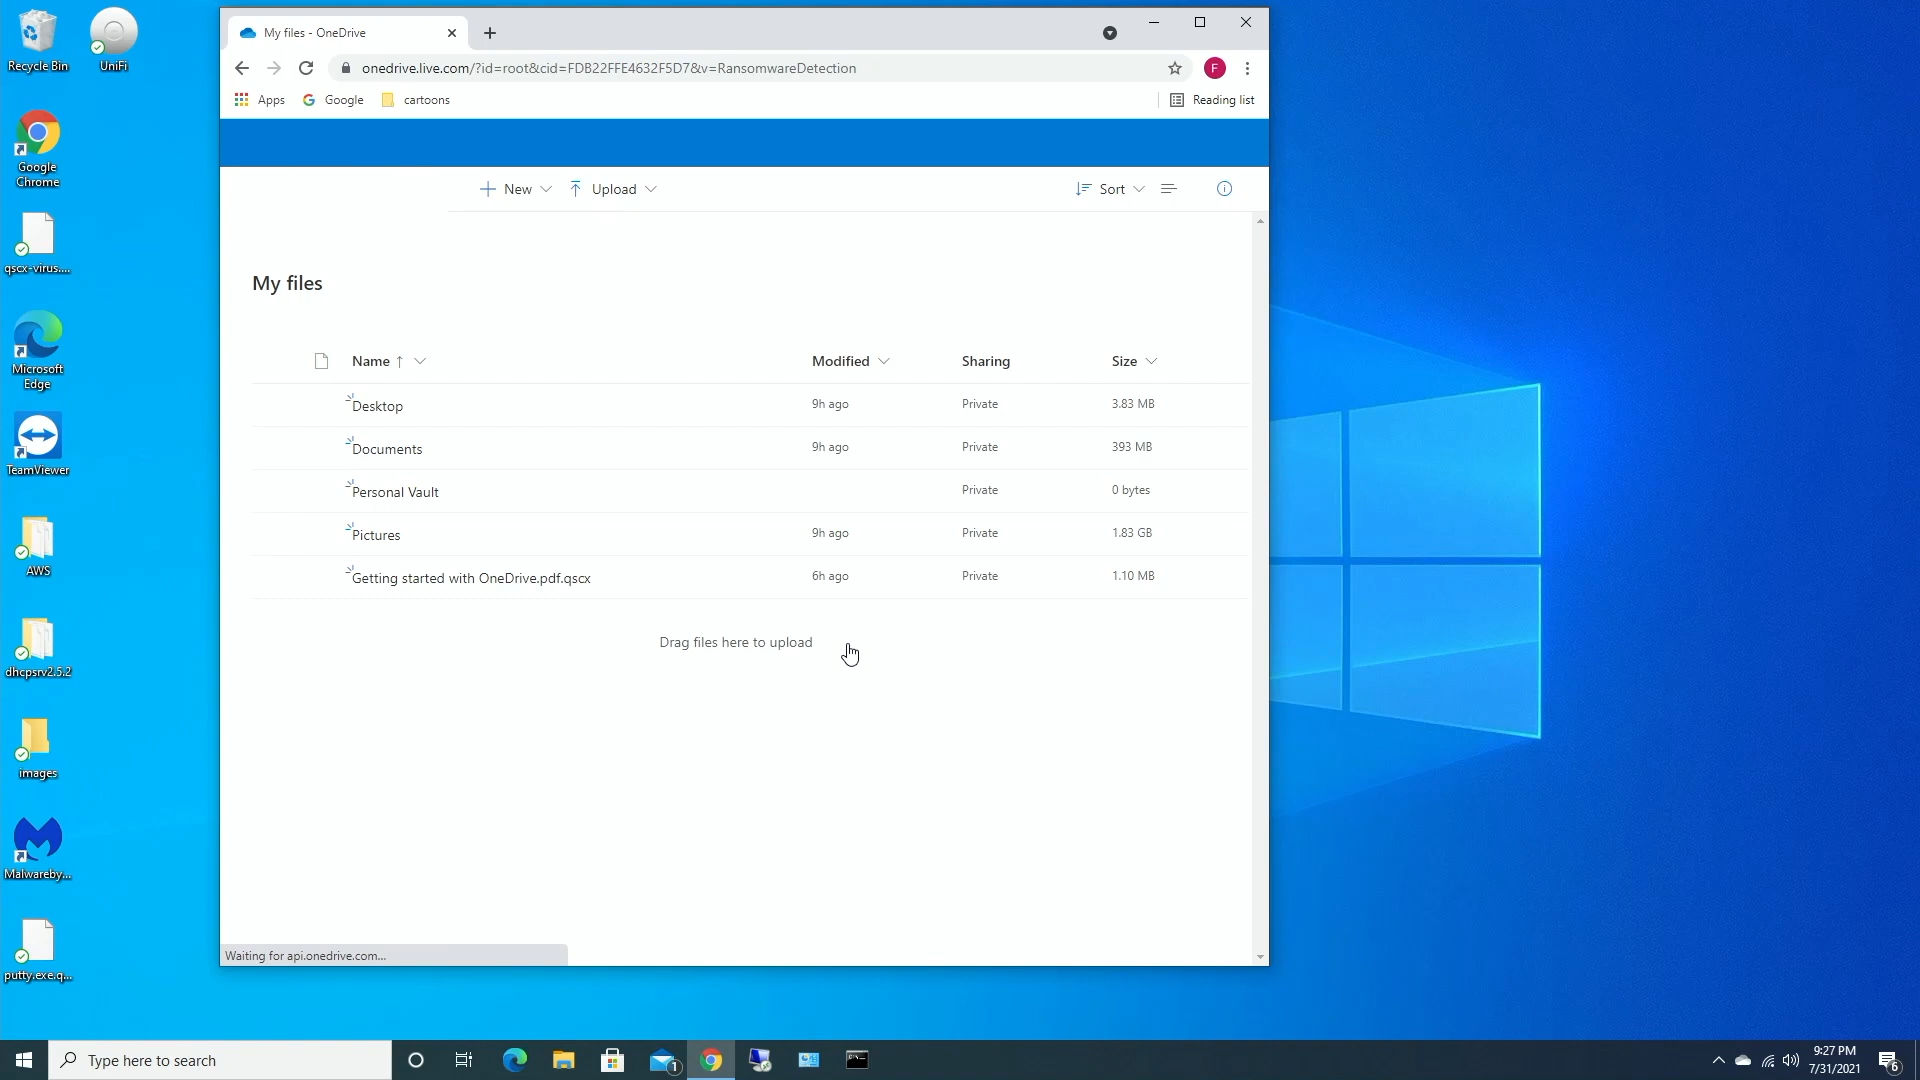 Recycle Bin
UniFi
Google
Chrome
qscx-virus....
Microsoft
Edge
TeamViewer
AWS
dhcpsrv2.5.2
images
Malwareby...
putty.exe.q...
My files - OneDrive
onedrive.live.com/?id=root&cid=FDB22FFE4632F5D7&v=RansomwareDetection
F
Apps Google cartoons Reading list
New Upload Sort
My files
Name ↑ Modified Sharing Size
Desktop 9h ago Private 3.83 MB
Documents 9h ago Private 393 MB
Personal Vault Private 0 bytes
Pictures 9h ago Private 1.83 GB
Getting started with OneDrive.pdf.qscx 6h ago Private 1.10 MB
Drag files here to upload
Waiting for api.onedrive.com...
Type here to search
1
9:27 PM
7/31/2021
6